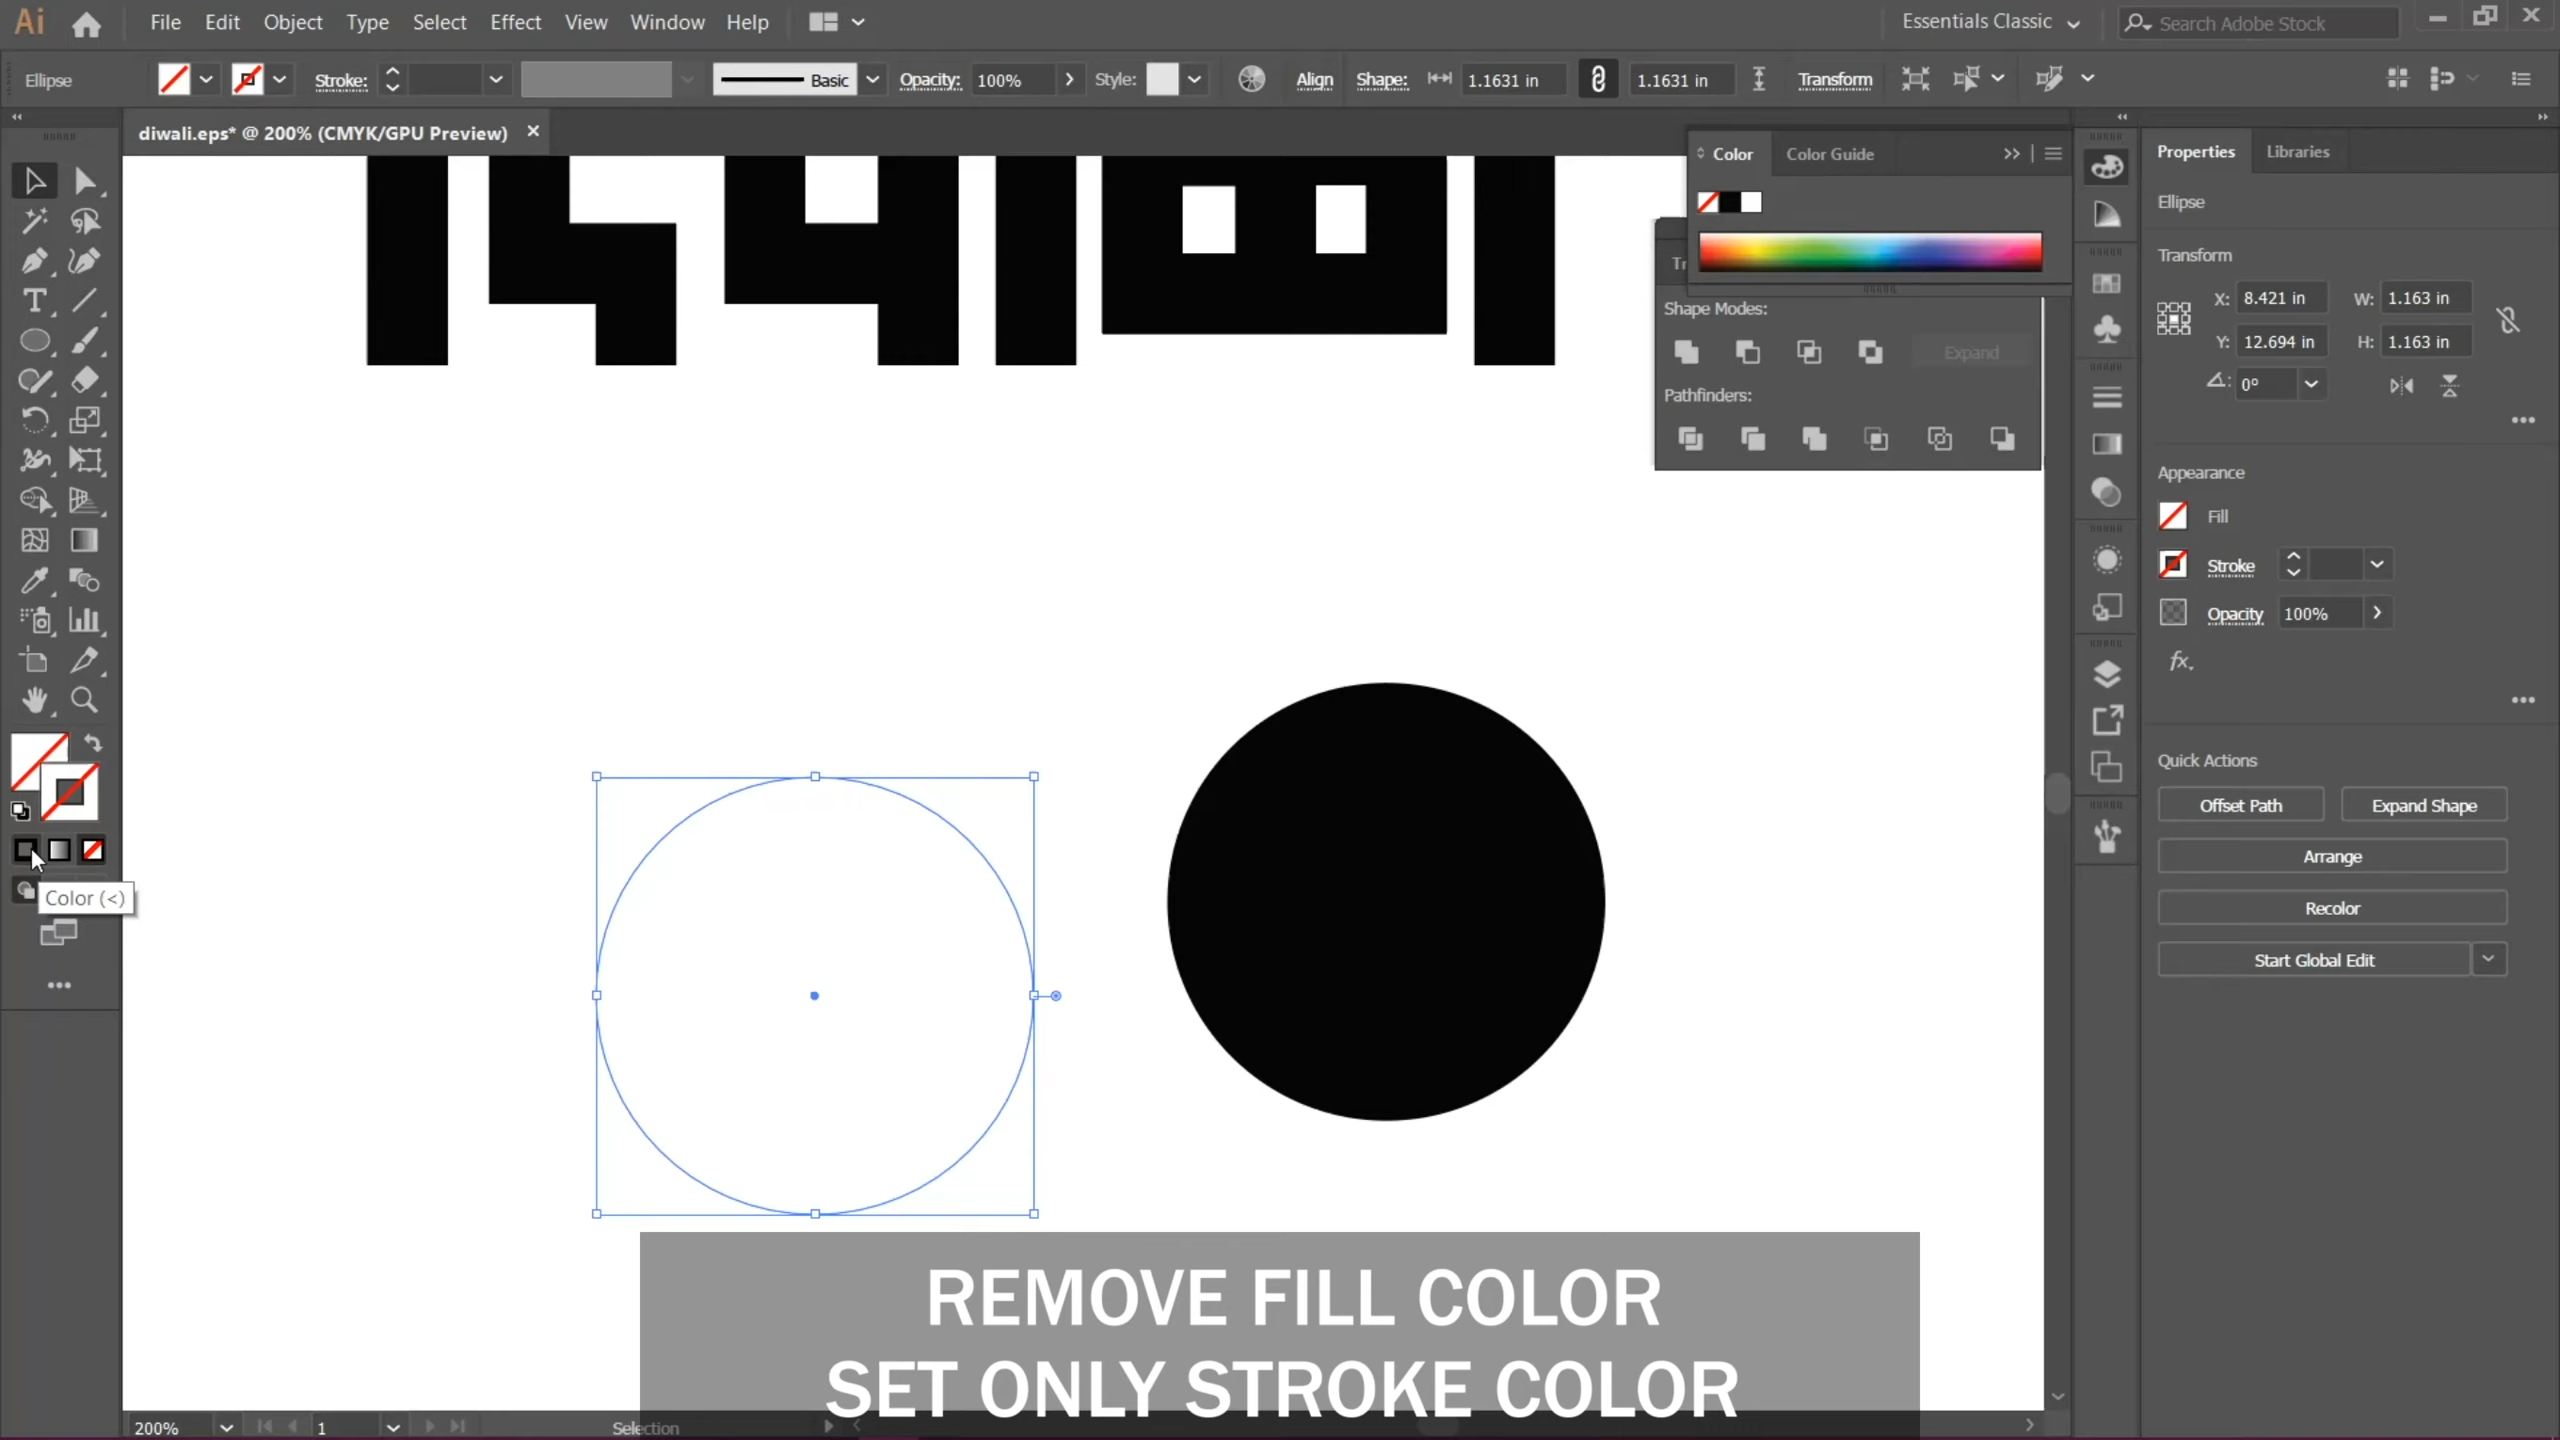 Ai File Edit Object Type Select Effect View Window Help Essentials Classic Search Adobe Stock
Ellipse Stroke: Basic Opacity: 100% Style: Align Shape: 1.1631 in 1.1631 in Transform
diwali.eps* @ 200% (CMYK/GPU Preview)
Color Color Guide
Properties Libraries
Ellipse
Transform
X: 8.421 in W: 1.163 in
Y: 12.694 in H: 1.163 in
0°
Tr
Shape Modes:
Expand
Pathfinders:
Appearance
Fill
Stroke
Opacity 100%
fx.
Quick Actions
Offset Path Expand Shape
Arrange
Recolor
Start Global Edit
Color (<)
REMOVE FILL COLOR
SET ONLY STROKE COLOR
200% 1 Selection